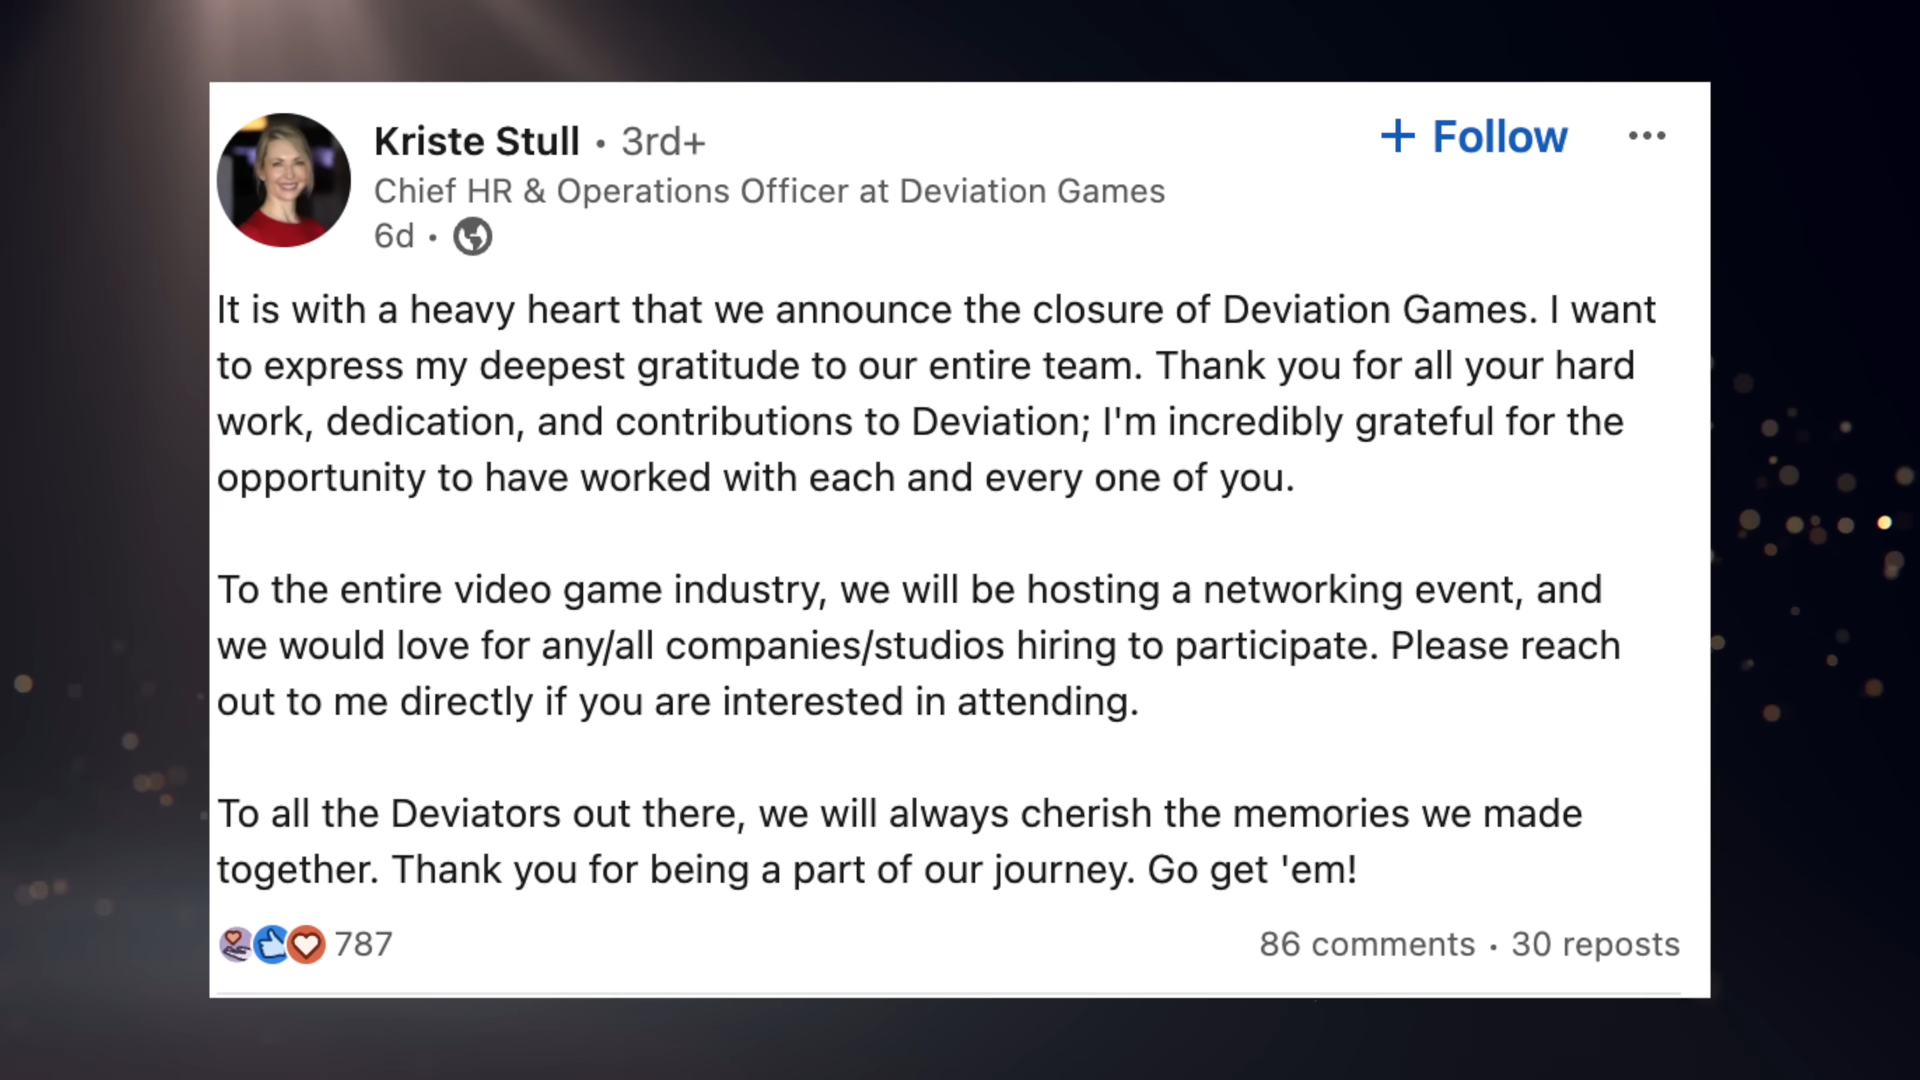 Kriste Stull • 3rd+
+ Follow
Chief HR & Operations Officer at Deviation Games
6d •
It is with a heavy heart that we announce the closure of Deviation Games. I want
to express my deepest gratitude to our entire team. Thank you for all your hard
work, dedication, and contributions to Deviation; I'm incredibly grateful for the
opportunity to have worked with each and every one of you.
To the entire video game industry, we will be hosting a networking event, and
we would love for any/all companies/studios hiring to participate. Please reach
out to me directly if you are interested in attending.
To all the Deviators out there, we will always cherish the memories we made
together. Thank you for being a part of our journey. Go get 'em!
787
86 comments • 30 reposts